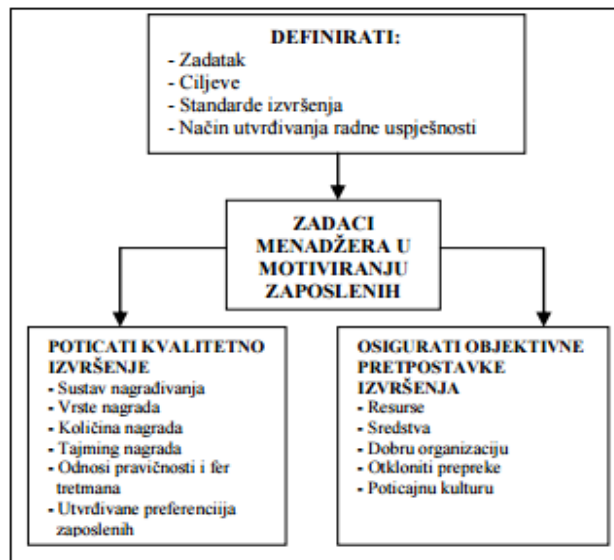 DEFINIRATI:
- Zadatak
- Ciljeve
- Standarde izvršenja
- Način utvrđivanja radne uspješnosti
ZADACI
MENADŽERA U
MOTIVIRANJU
ZAPOSLENIH
POTICATI KVALITETNO
IZVRŠENJE
- Sustav nagrađivanja
- Vrste nagrada
- Količina nagrada
- Tajming nagrada
- Odnosi pravičnosti i fer
tretmana
- Utvrđivane preferenciija
zaposlenih
OSIGURATI OBJEKTIVNE
PRETPOSTAVKE
IZVRŠENJA
- Resurse
- Sredstva
- Dobru organizaciju
- Otkloniti prepreke
- Poticajnu kulturu